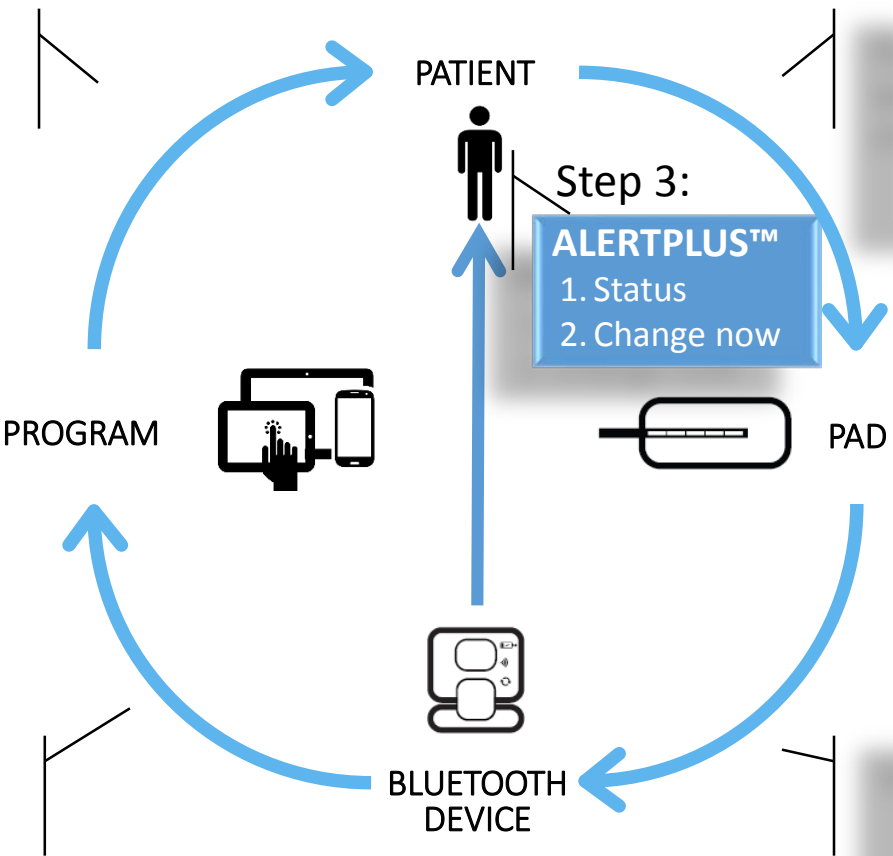 PATIENT
Step 3:
ALERTPLUS™
1. Status
2. Change now
PROGRAM
PAD
BLUETOOTH
DEVICE